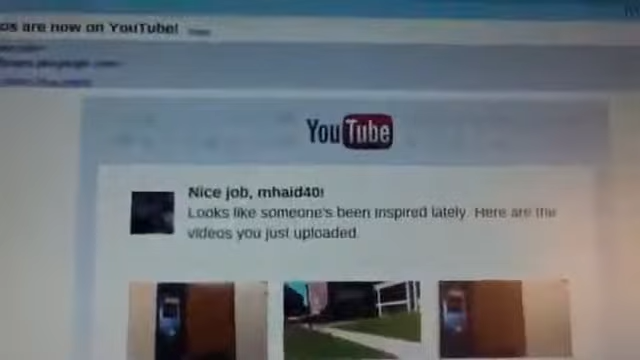 os are now on YouTube!
YouTube
Nice job, mhaid40!
Looks like someone's been inspired lately. Here are the
videos you just uploaded.